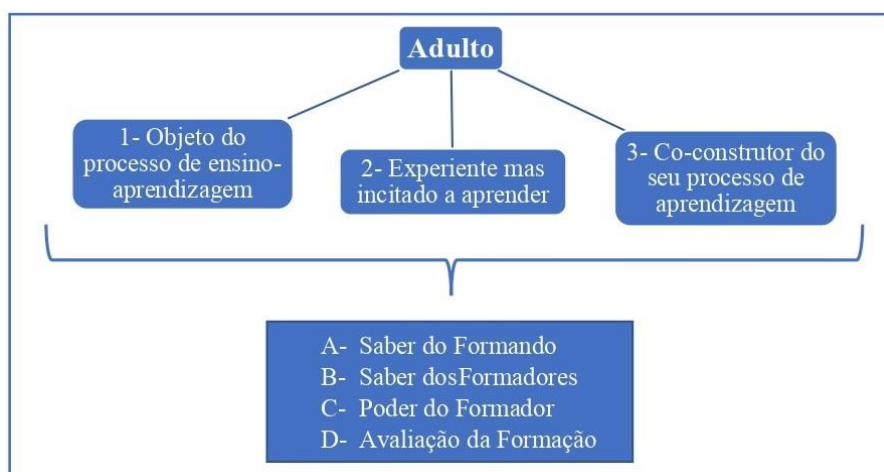 Adulto
1- Objeto do
processo de ensino-
aprendizagem
2- Experiente mas
incitado a aprender
3- Co-construtor do
seu processo de
aprendizagem
A- Saber do Formando
B- Saber dosFormadores
C- Poder do Formador
D- Avaliação da Formação